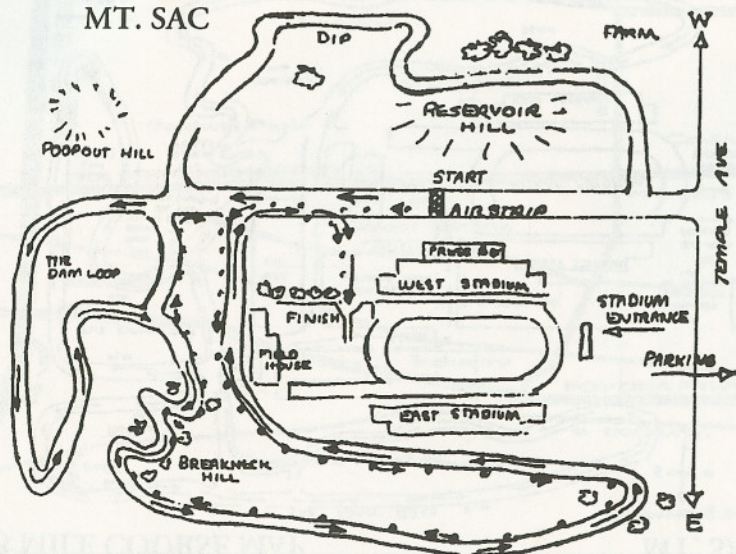 MT. SAC
DIP
FARM
W
POOPOUT HILL
RESERVOIR
HILL
START
AIRSTRIP
TEMPLE AVE
THE
DAM LOOP
PRESS BOX
WEST STADIUM
FINISH
STADIUM
ENTRANCE
FIELD
HOUSE
PARKING
EAST STADIUM
BREAKNECK
HILL
E